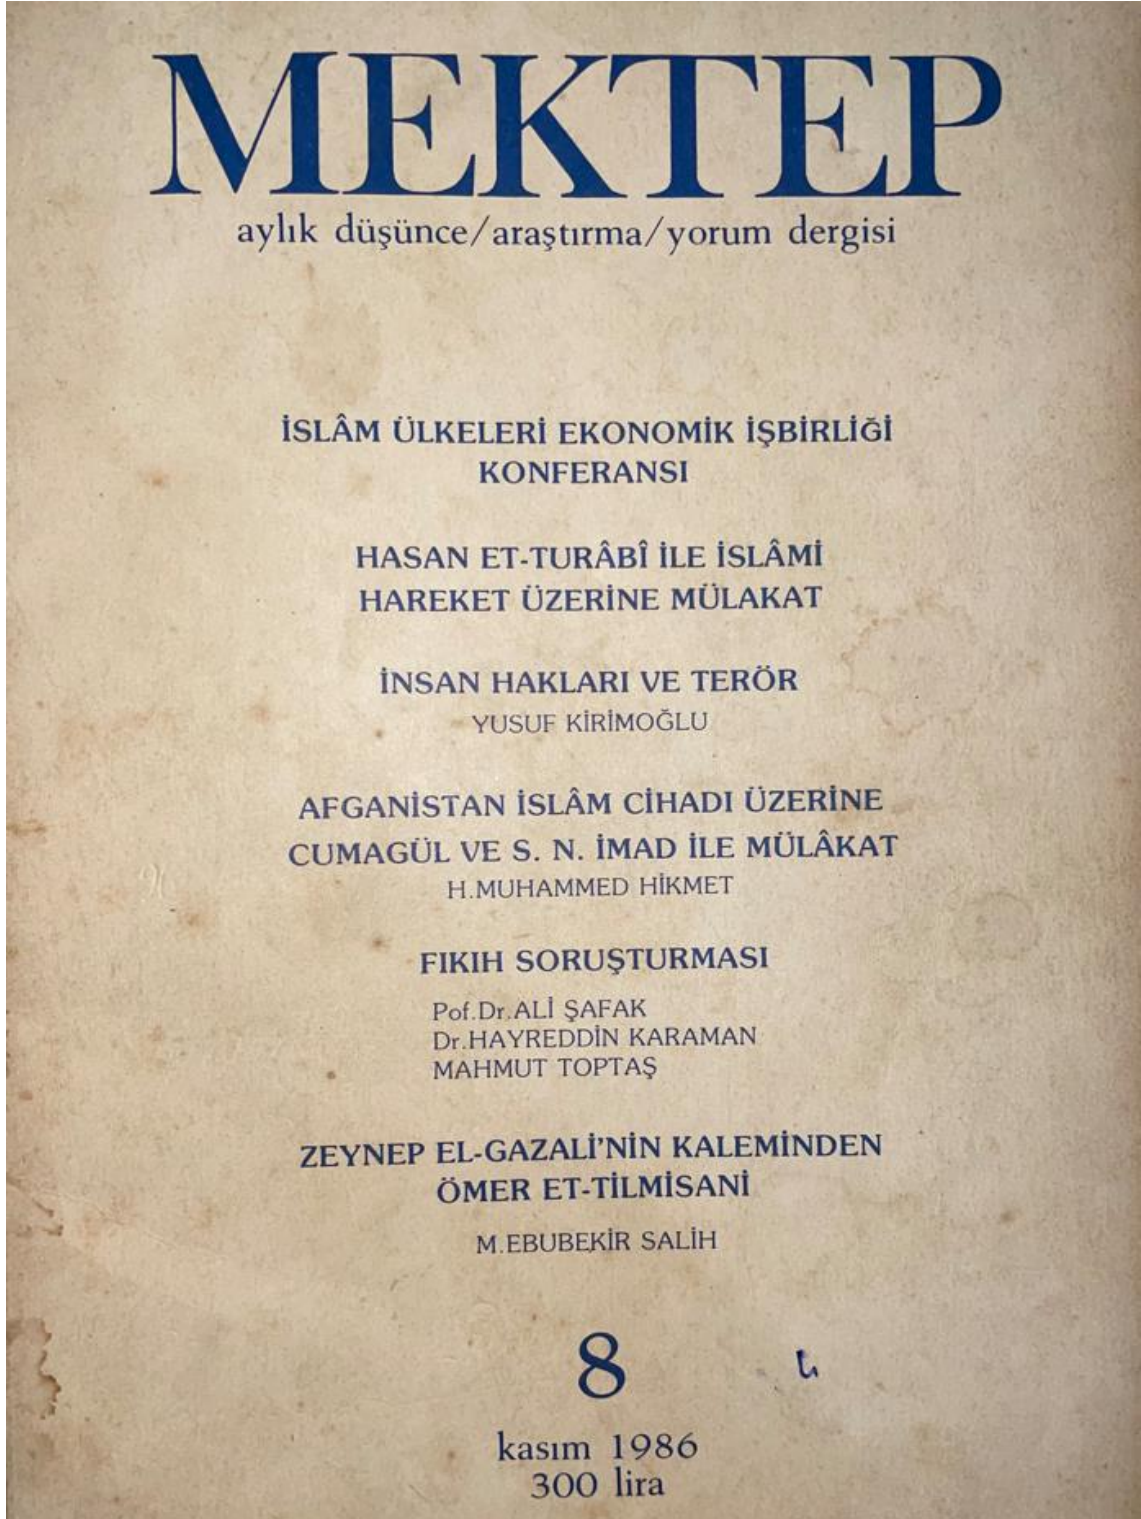 MEKTEP
aylık düşünce/araştırma/yorum dergisi
İSLÂM ÜLKELERİ EKONOMİK İŞBİRLİĞİ
KONFERANSI
HASAN ET-TURÂBÎ İLE İSLÂMİ
HAREKET ÜZERİNE MÜLAKAT
İNSAN HAKLARI VE TERÖR
YUSUF KİRİMOĞLU
AFGANİSTAN İSLÂM CİHADI ÜZERİNE
CUMAGÜL VE S. N. İMAD İLE MÜLÂKAT
H.MUHAMMED HİKMET
FIKIH SORUŞTURMASI
Pof.Dr.ALİ ŞAFAK
Dr.HAYREDDİN KARAMAN
MAHMUT TOPTAŞ
ZEYNEP EL-GAZALİ'NİN KALEMİNDEN
ÖMER ET-TİLMİSANİ
M.EBUBEKİR SALİH
8
kasım 1986
300 lira